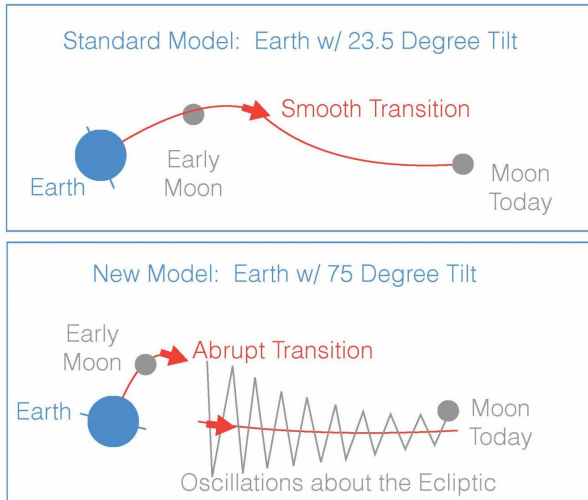 Standard Model: Earth w/ 23.5 Degree Tilt
Smooth Transition
Early
Moon
Earth
Moon
Today
New Model: Earth w/ 75 Degree Tilt
Early
Moon
Abrupt Transition
Earth
Moon
Today
Oscillations about the Ecliptic